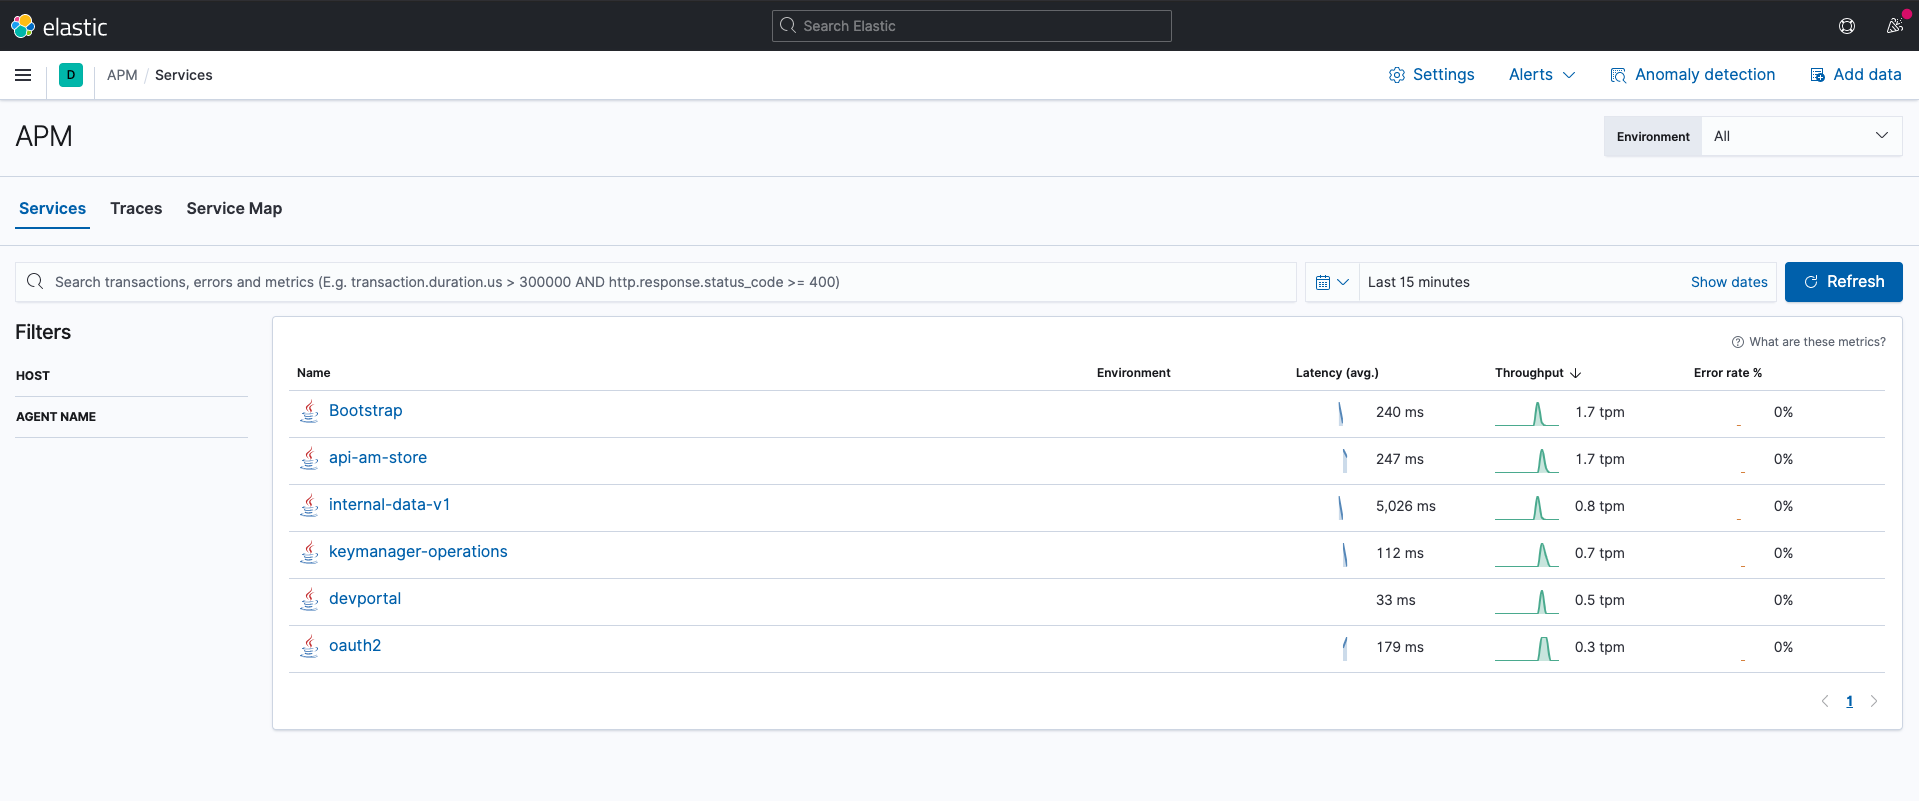 elastic
Search Elastic
D
APM / Services
Settings
Alerts
Anomaly detection
Add data
APM
Environment
All
Services
Traces
Service Map
Search transactions, errors and metrics (E.g. transaction.duration.us > 300000 AND http.response.status_code >= 400)
Last 15 minutes
Show dates
Refresh
Filters
HOST
AGENT NAME
What are these metrics?
Name Environment Latency (avg.) Throughput Error rate %
Bootstrap 240 ms 1.7 tpm 0%
api-am-store 247 ms 1.7 tpm 0%
internal-data-v1 5,026 ms 0.8 tpm 0%
keymanager-operations 112 ms 0.7 tpm 0%
devportal 33 ms 0.5 tpm 0%
oauth2 179 ms 0.3 tpm 0%
1